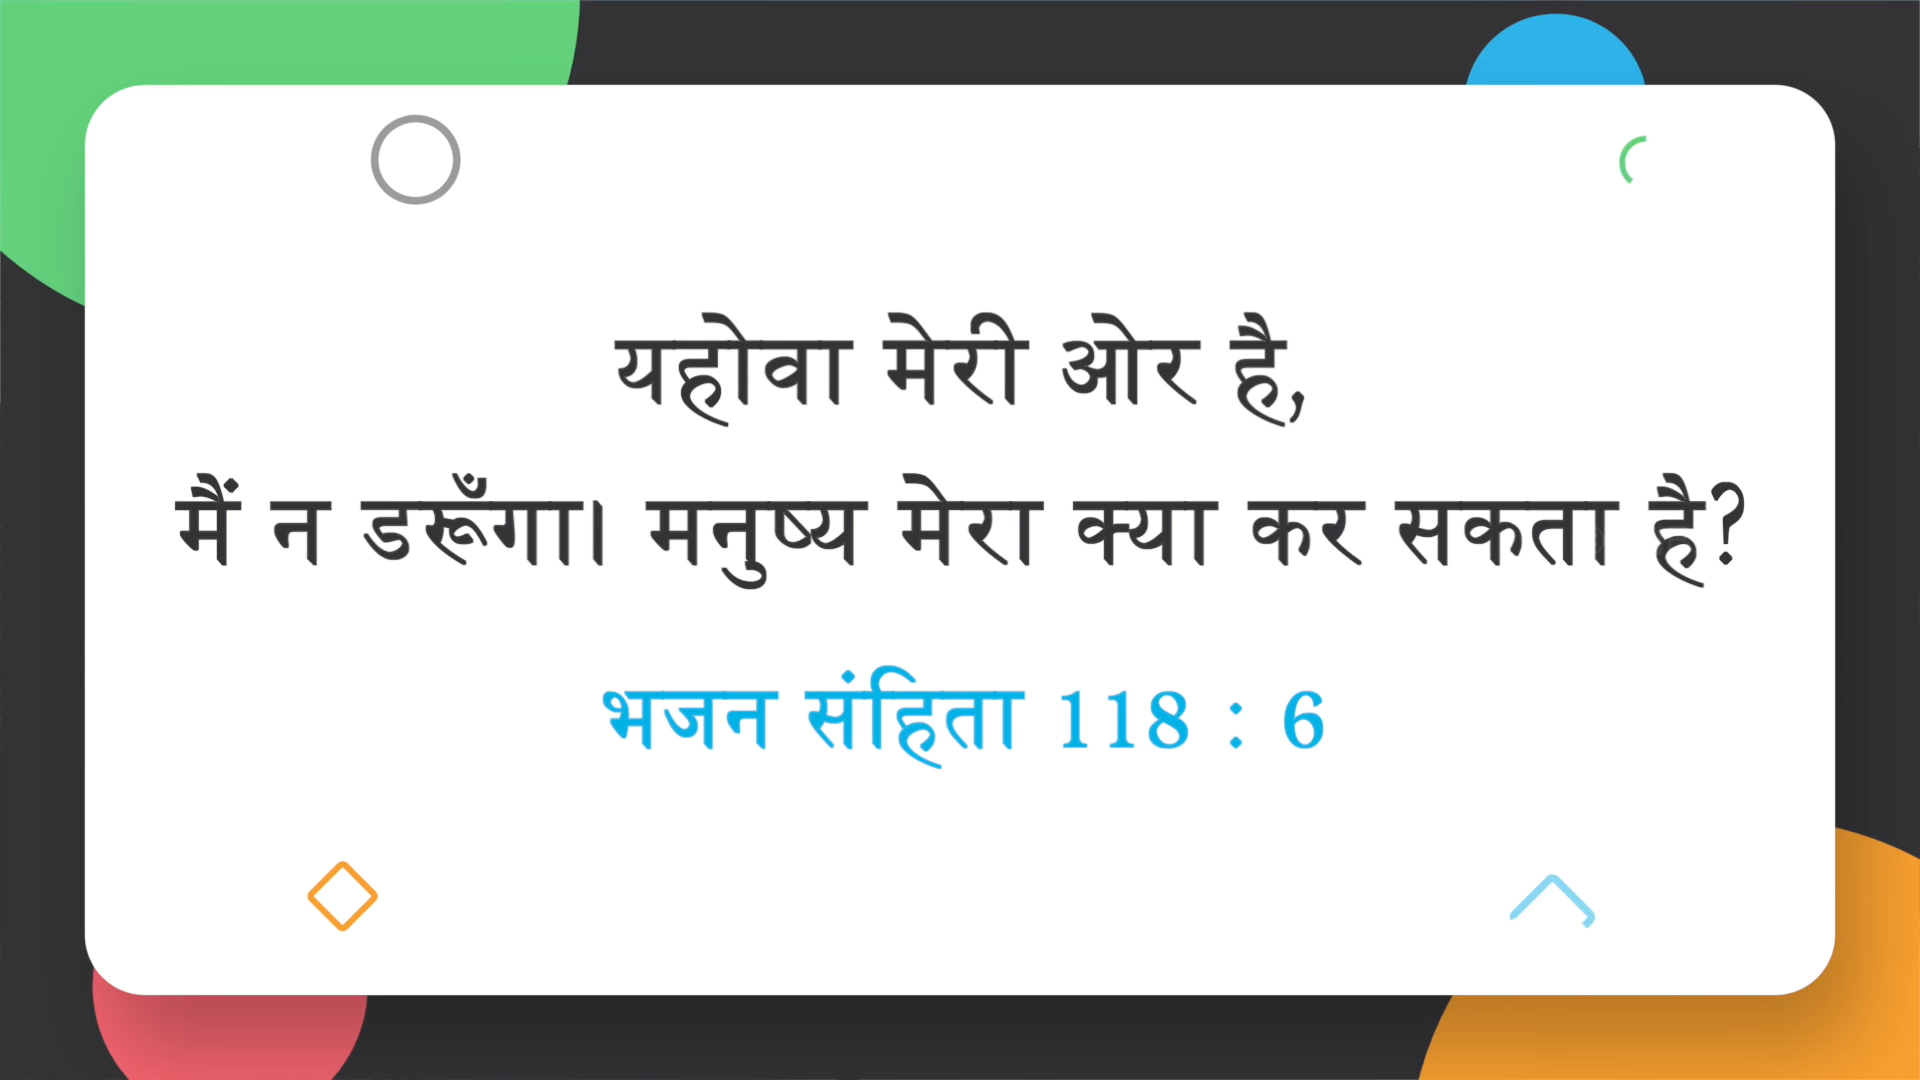 यहोवा मेरी ओर है,
मैं न डरूँगा। मनुष्य मेरा क्या कर सकता है?
भजन संहिता 118 : 6